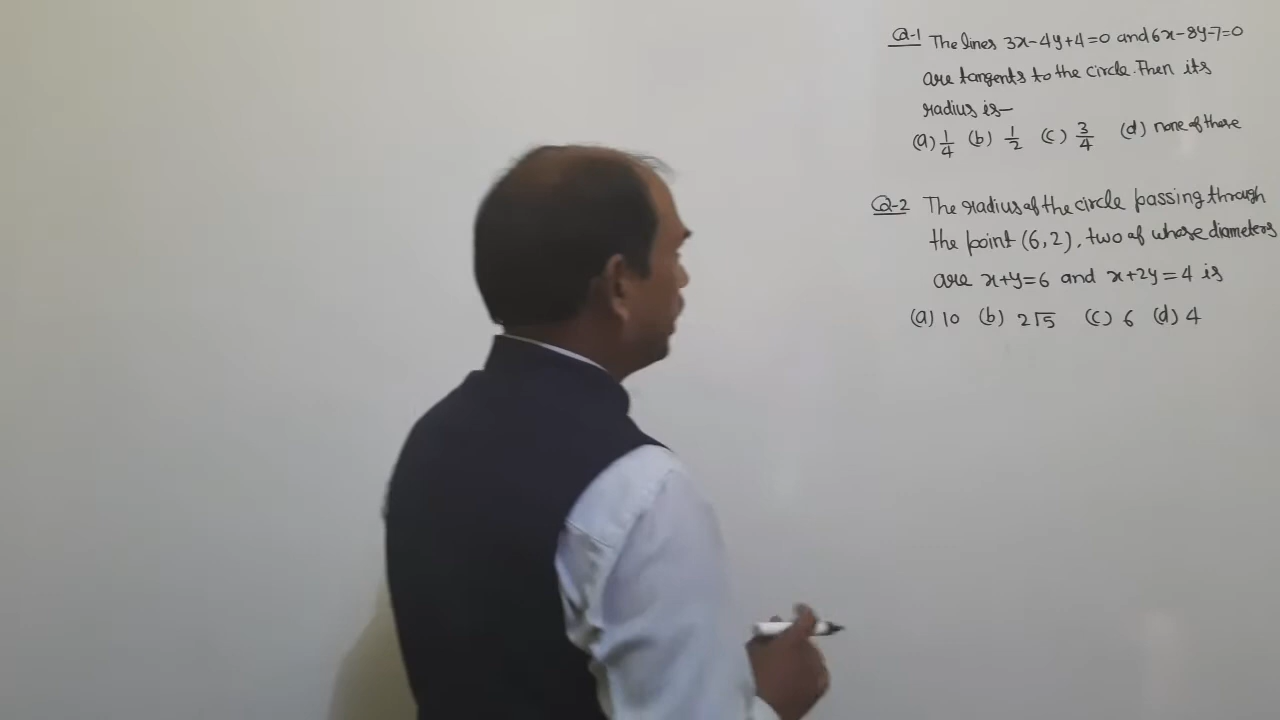 Q-1 The lines 3x-4y+4=0 and 6x-8y-7=0
are tangents to the circle. Then its
radius is—
(a) 1/4 (b) 1/2 (c) 3/4 (d) none of these
Q-2 The radius of the circle passing through
the point (6,2), two of whose diameters
are x+y=6 and x+2y=4 is
(a) 10 (b) 2√5 (c) 6 (d) 4